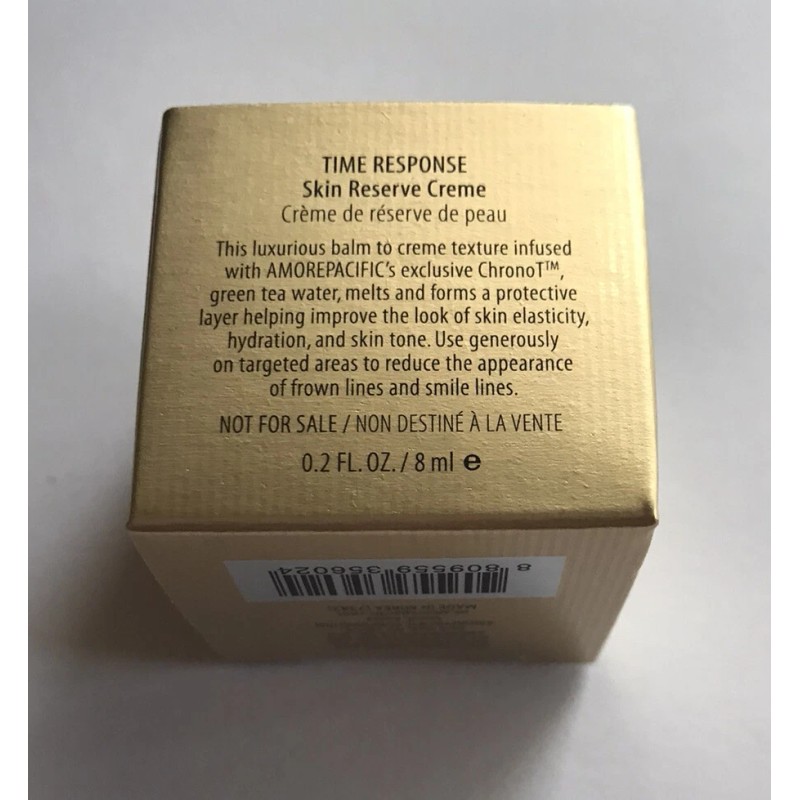 TIME RESPONSE
Skin Reserve Creme
Crème de réserve de peau
This luxurious balm to creme texture infused
with AMOREPACIFIC's exclusive ChronoT™,
green tea water, melts and forms a protective
layer helping improve the look of skin elasticity,
hydration, and skin tone. Use generously
on targeted areas to reduce the appearance
of frown lines and smile lines.
NOT FOR SALE / NON DESTINÉ À LA VENTE
0.2 FL. OZ. / 8 ml e
8 809559 356024
MADE IN KOREA